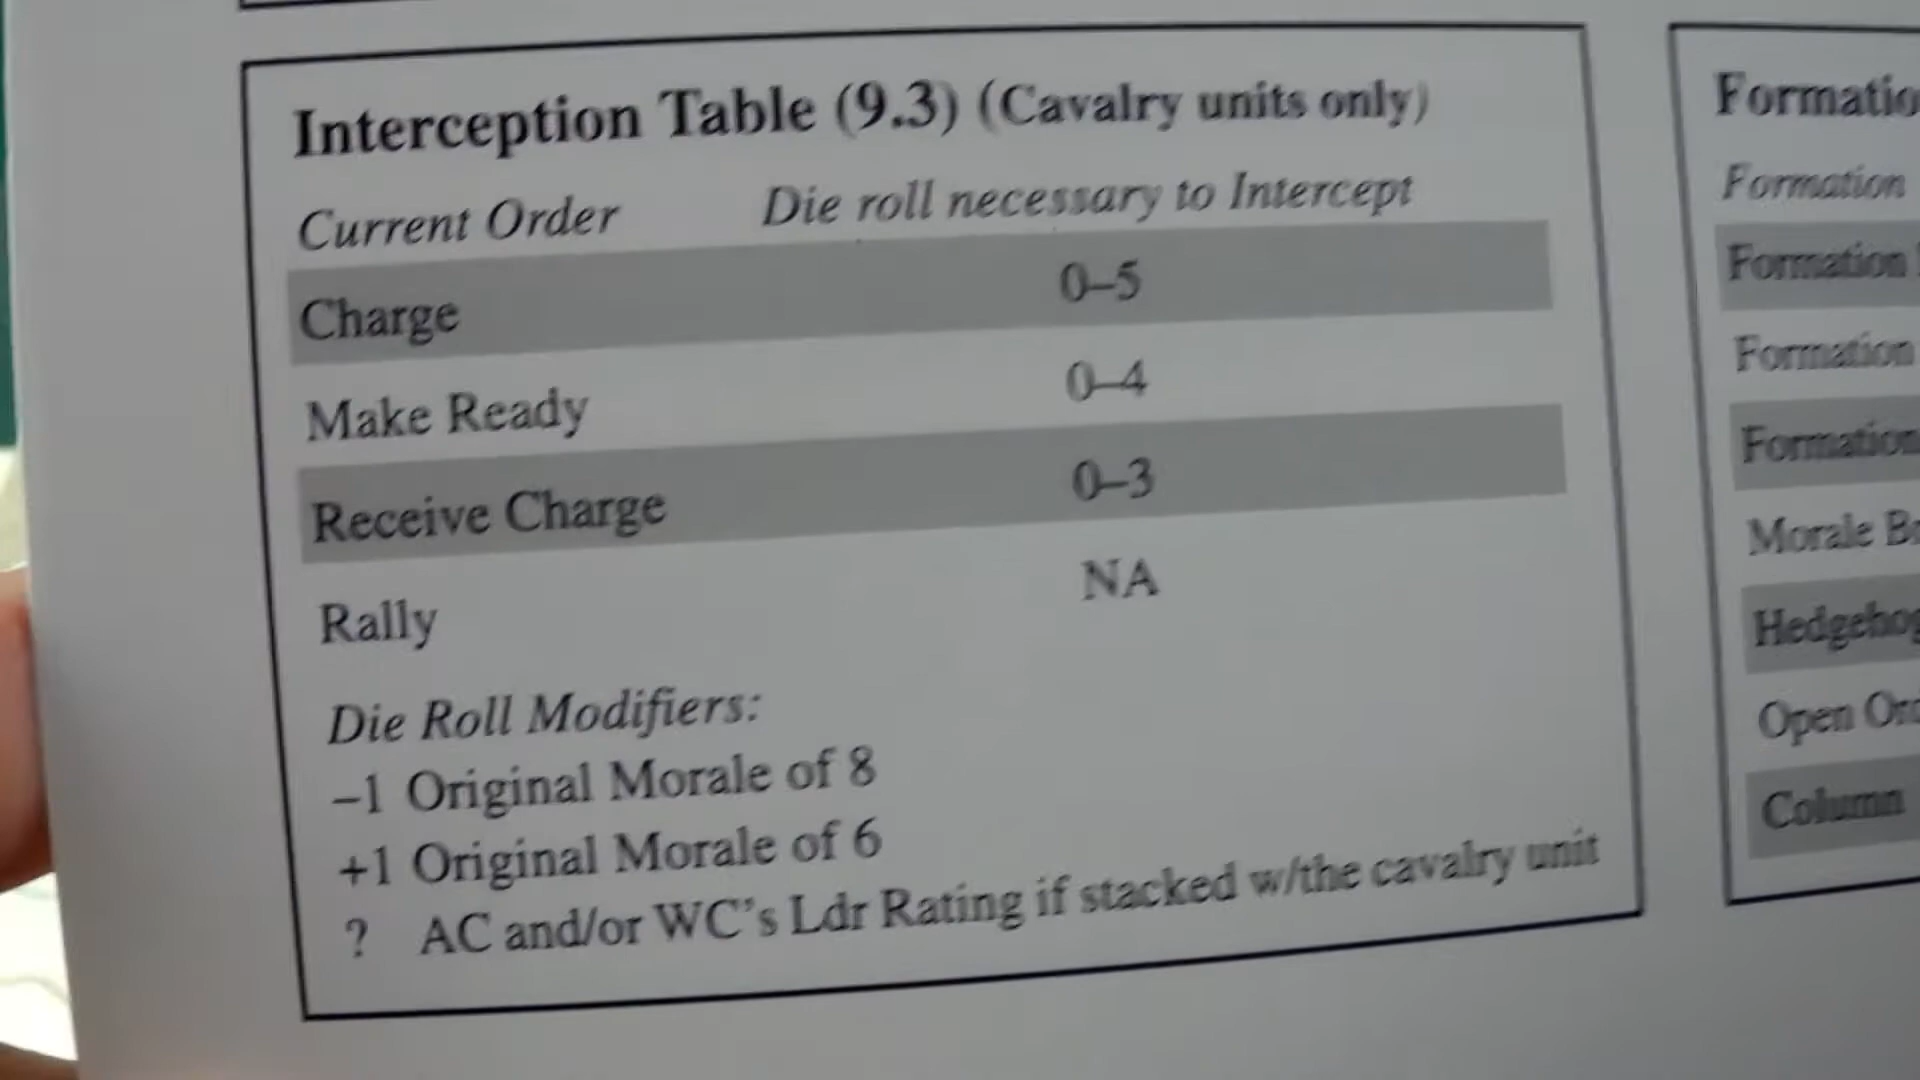 Interception Table (9.3) (Cavalry units only)
Current Order Die roll necessary to Intercept
Charge 0–5
Make Ready 0–4
Receive Charge 0–3
Rally NA
Die Roll Modifiers:
–1 Original Morale of 8
+1 Original Morale of 6
? AC and/or WC's Ldr Rating if stacked w/the cavalry unit
Formation
Formation
Formation
Formation
Morale
Open
Column